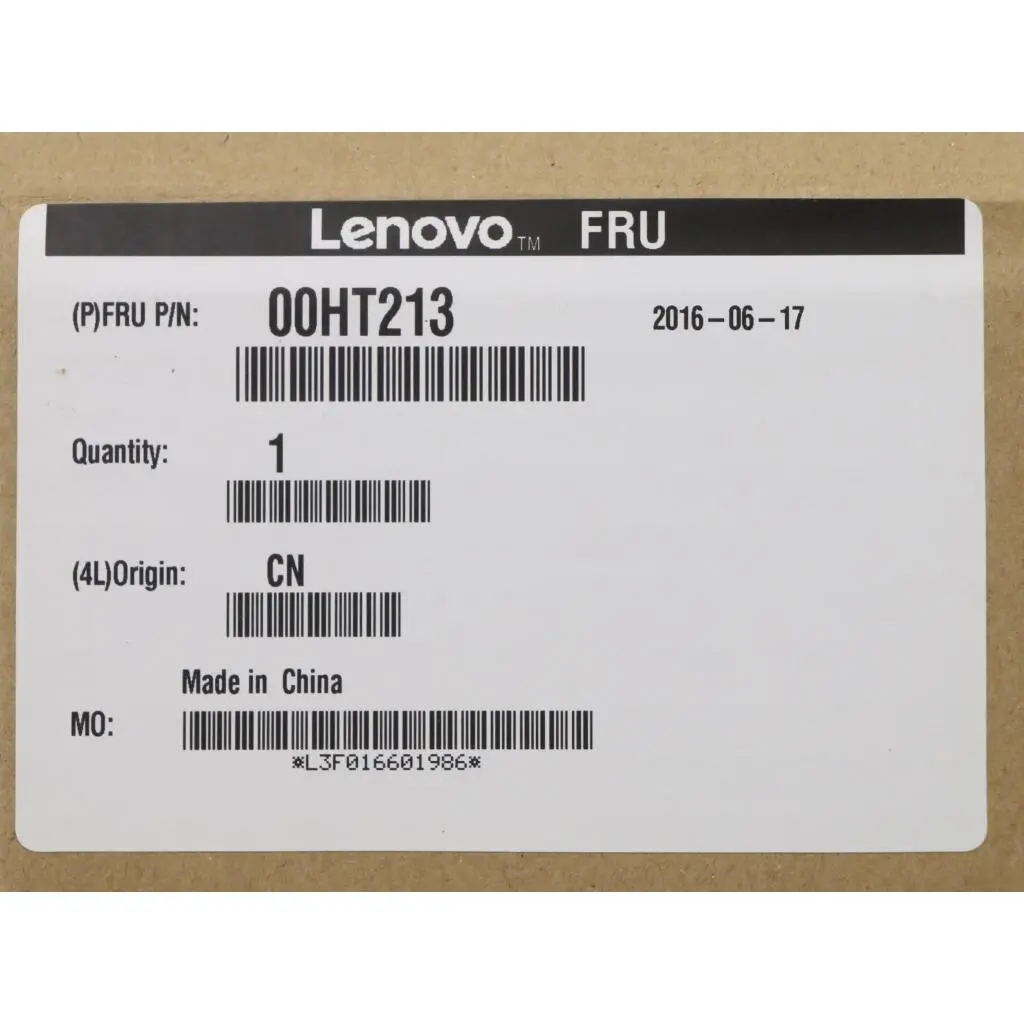 Lenovo™ FRU
(P)FRU P/N: 00HT213 2016-06-17
Quantity: 1
(4L)Origin: CN
Made in China
MO:
*L3F016601986*